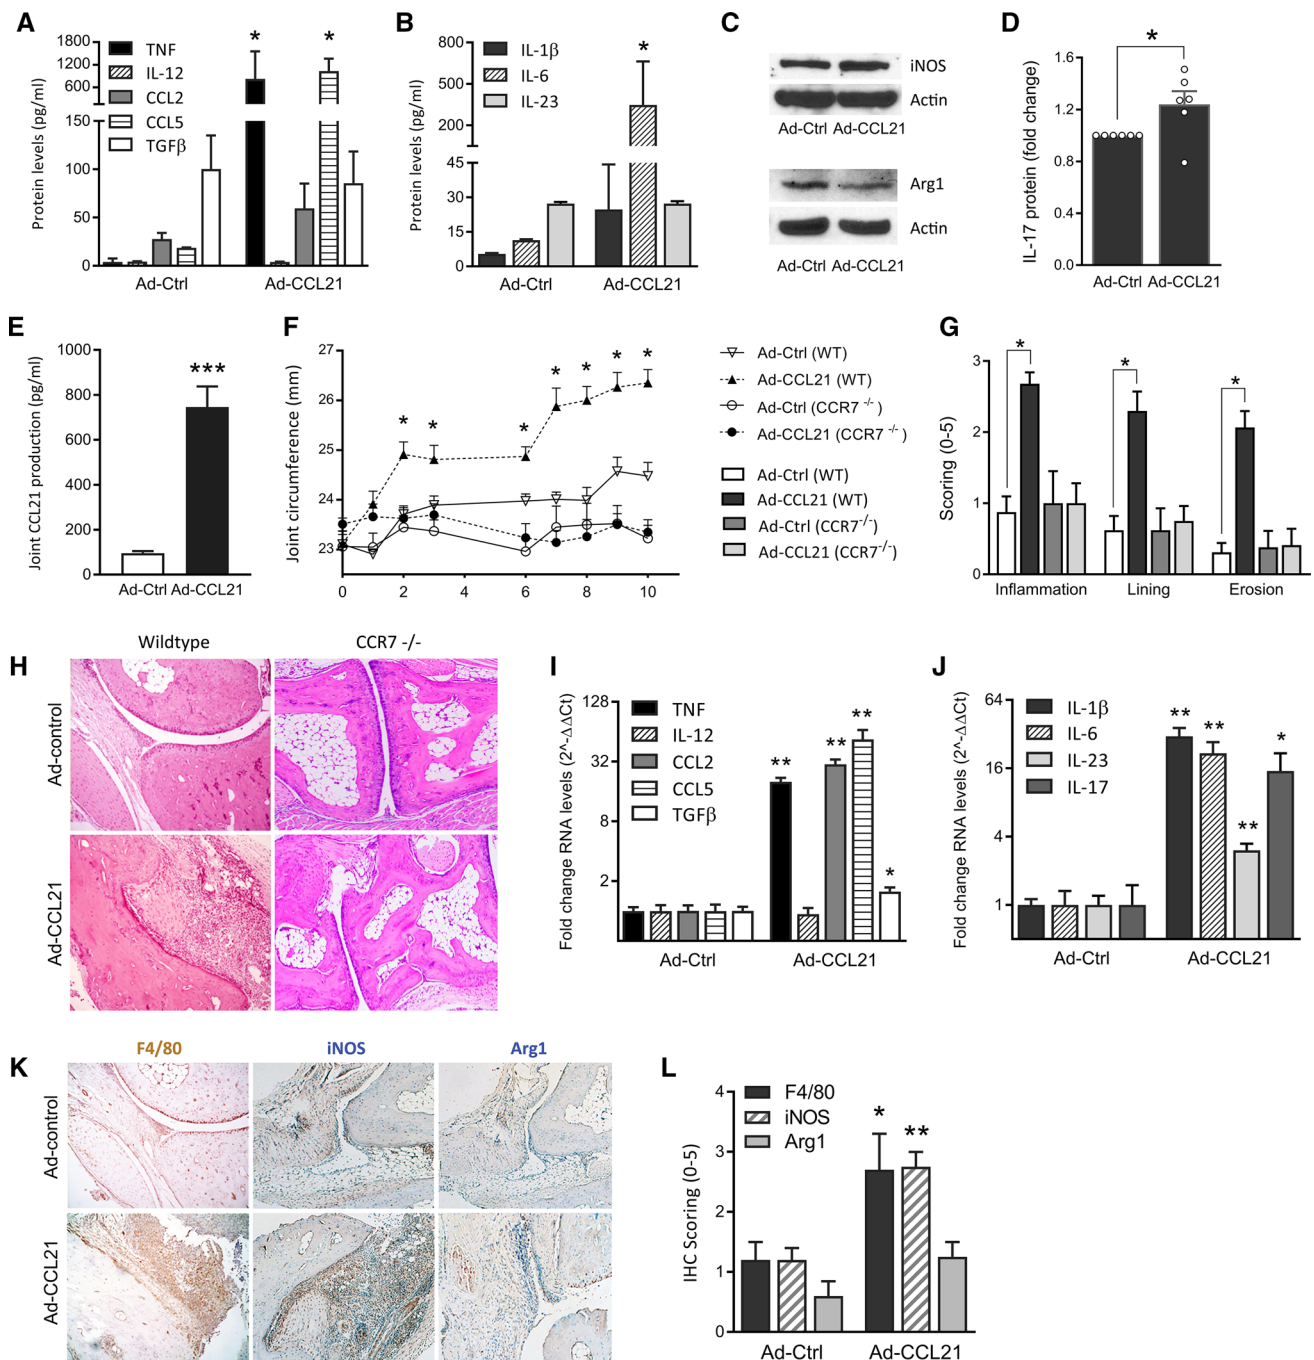 A
Protein levels (pg/ml)
1800
1200
600
150
100
50
0
TNF
IL-12
CCL2
CCL5
TGFβ
*
*
Ad-Ctrl
Ad-CCL21
B
Protein levels (pg/ml)
800
500
200
45
30
15
0
IL-1β
IL-6
IL-23
*
Ad-Ctrl
Ad-CCL21
C
iNOS
Actin
Ad-Ctrl Ad-CCL21
Arg1
Actin
Ad-Ctrl Ad-CCL21
D
IL-17 protein (fold change)
1.6
1.2
0.8
0.4
0.0
*
Ad-Ctrl Ad-CCL21
E
Joint CCL21 production (pg/ml)
1000
800
600
400
200
0
***
Ad-Ctrl Ad-CCL21
F
Joint circumference (mm)
27
26
25
24
23
* * * * * * *
0 2 4 6 8 10
Ad-Ctrl (WT)
Ad-CCL21 (WT)
Ad-Ctrl (CCR7 -/-)
Ad-CCL21 (CCR7 -/-)
Ad-Ctrl (WT)
Ad-CCL21 (WT)
Ad-Ctrl (CCR7-/-)
Ad-CCL21 (CCR7-/-)
G
Scoring (0-5)
3
2
1
0
* * *
Inflammation Lining Erosion
H
Wildtype CCR7 -/-
Ad-control
Ad-CCL21
I
Fold change RNA levels (2^-ΔΔCt)
128
32
8
2
TNF
IL-12
CCL2
CCL5
TGFβ
** ** ** *
Ad-Ctrl Ad-CCL21
J
Fold change RNA levels (2^-ΔΔCt)
64
16
4
1
IL-1β
IL-6
IL-23
IL-17
** ** ** *
Ad-Ctrl Ad-CCL21
K
F4/80 iNOS Arg1
Ad-control
Ad-CCL21
L
IHC Scoring (0-5)
4
3
2
1
0
F4/80
iNOS
Arg1
* **
Ad-Ctrl Ad-CCL21